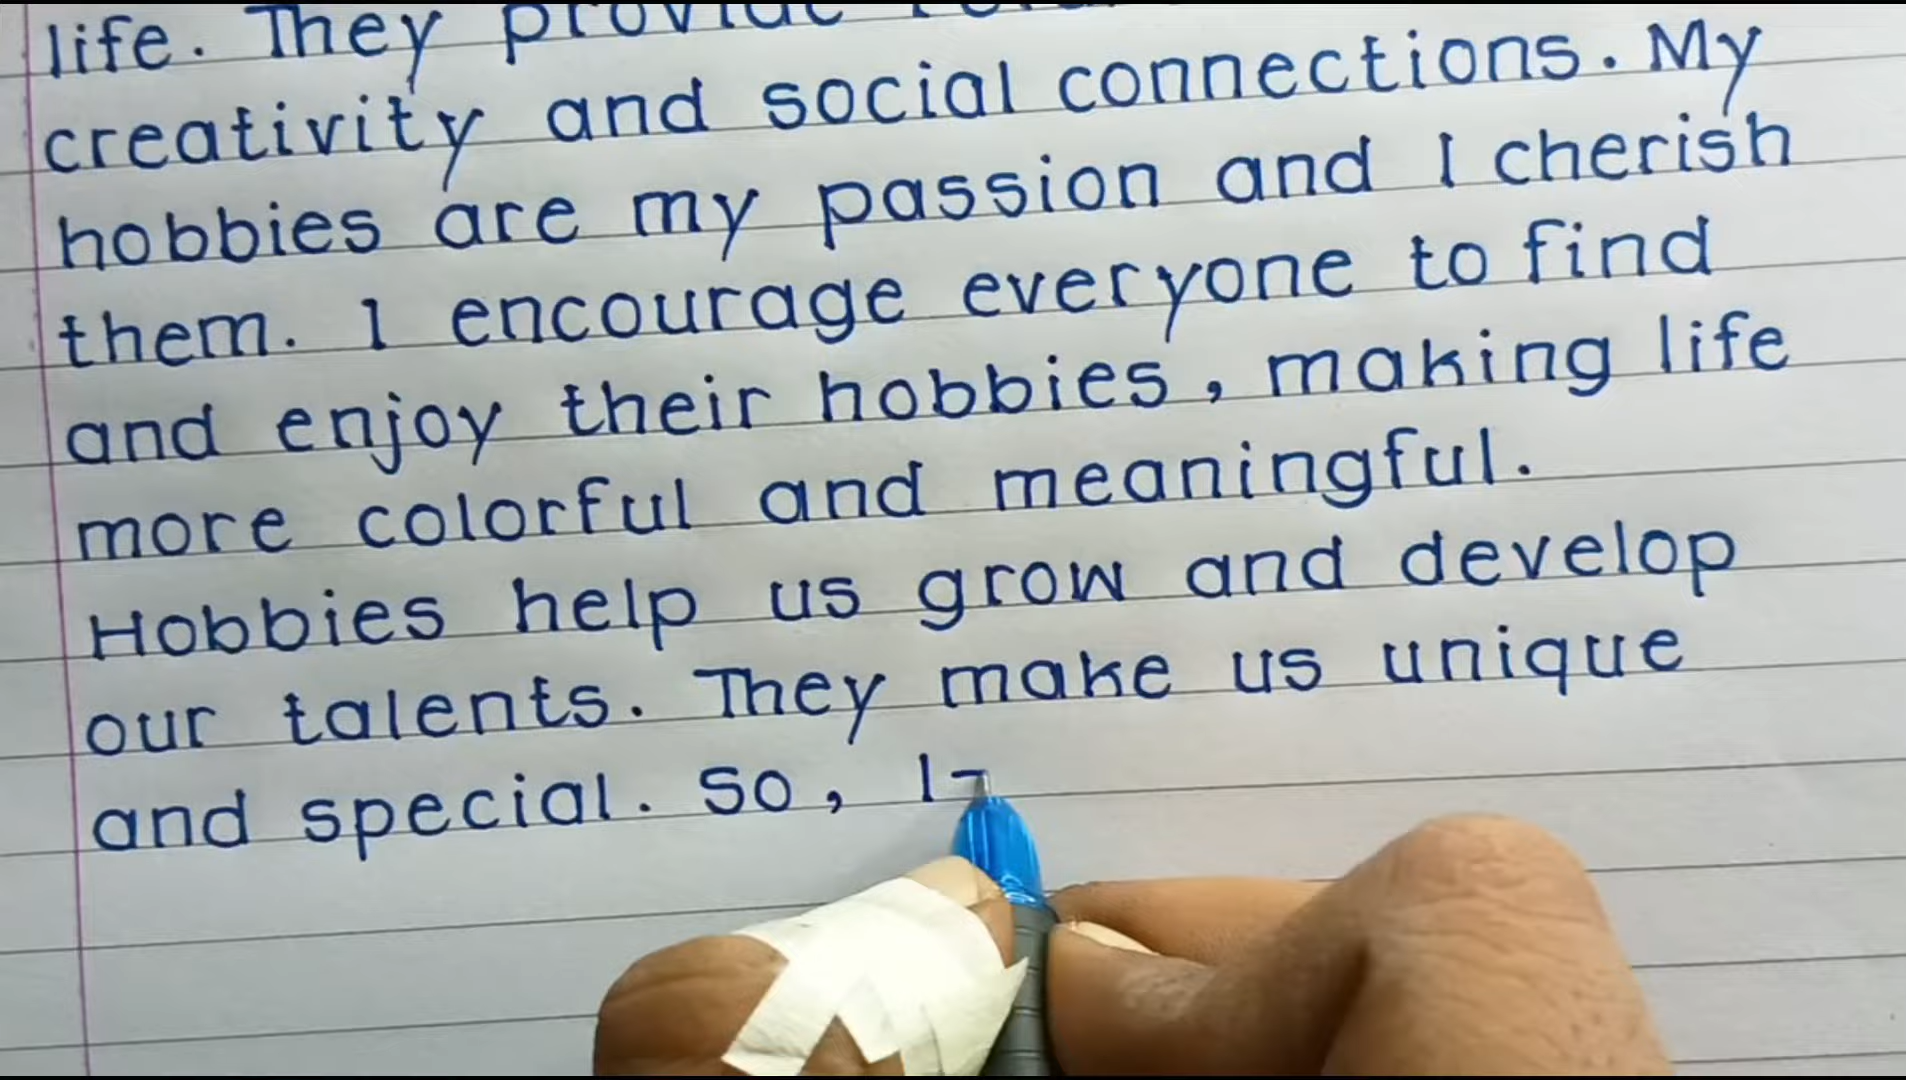 life. They provide
creativity and social connections. My
hobbies are my passion and I cherish
them. I encourage everyone to find
and enjoy their hobbies, making life
more colorful and meaningful.
Hobbies help us grow and develop
our talents. They make us unique
and special. So, l